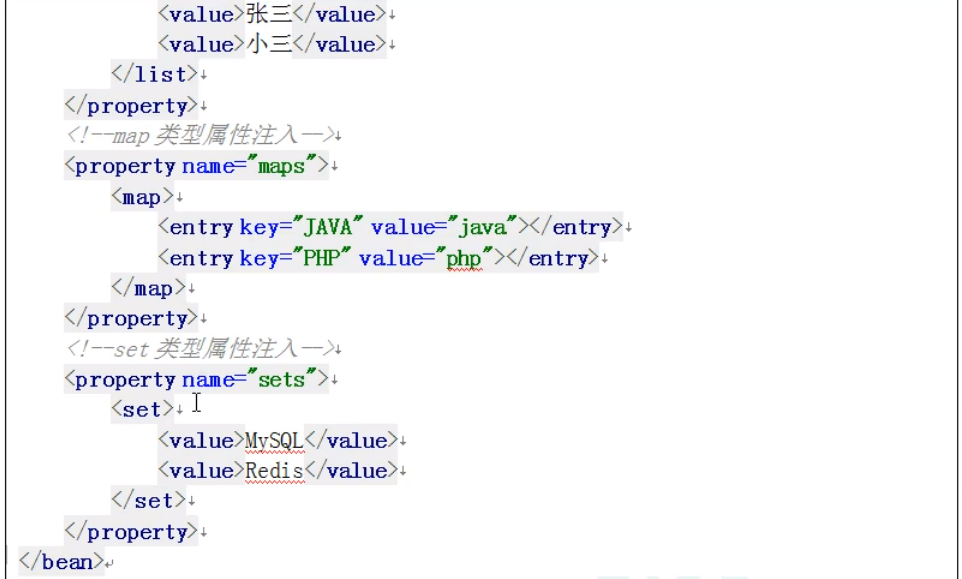 <value>张三</value>
<value>小三</value>
</list>
</property>
<!--map 类型属性注入-->
<property name="maps">
<map>
<entry key="JAVA" value="java"></entry>
<entry key="PHP" value="php"></entry>
</map>
</property>
<!--set 类型属性注入-->
<property name="sets">
<set>
<value>MySQL</value>
<value>Redis</value>
</set>
</property>
</bean>